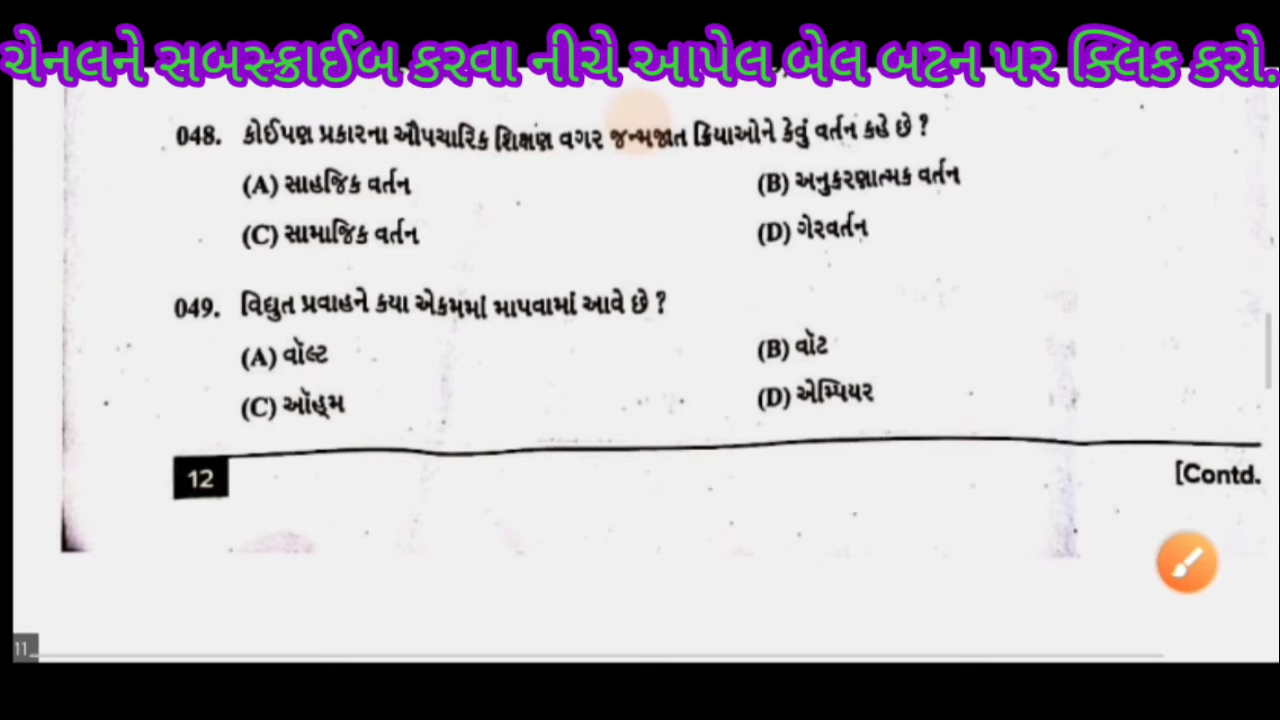 ચેનલને સબસ્ક્રાઈબ કરવા નીચે આપેલ બેલ બટન પર ક્લિક કરો.
048. કોઈપણ પ્રકારના ઔપચારિક શિક્ષણ વગર જન્મજાત ક્રિયાઓને કેવું વર્તન કહે છે ?
(A) સાહજિક વર્તન (B) અનુકરણાત્મક વર્તન
(C) સામાજિક વર્તન (D) ગેરવર્તન
049. વિદ્યુત પ્રવાહને કયા એકમમાં માપવામાં આવે છે ?
(A) વૉલ્ટ (B) વૉટ
(C) ઑહ્મ (D) એમ્પિયર
12 [Contd.
11